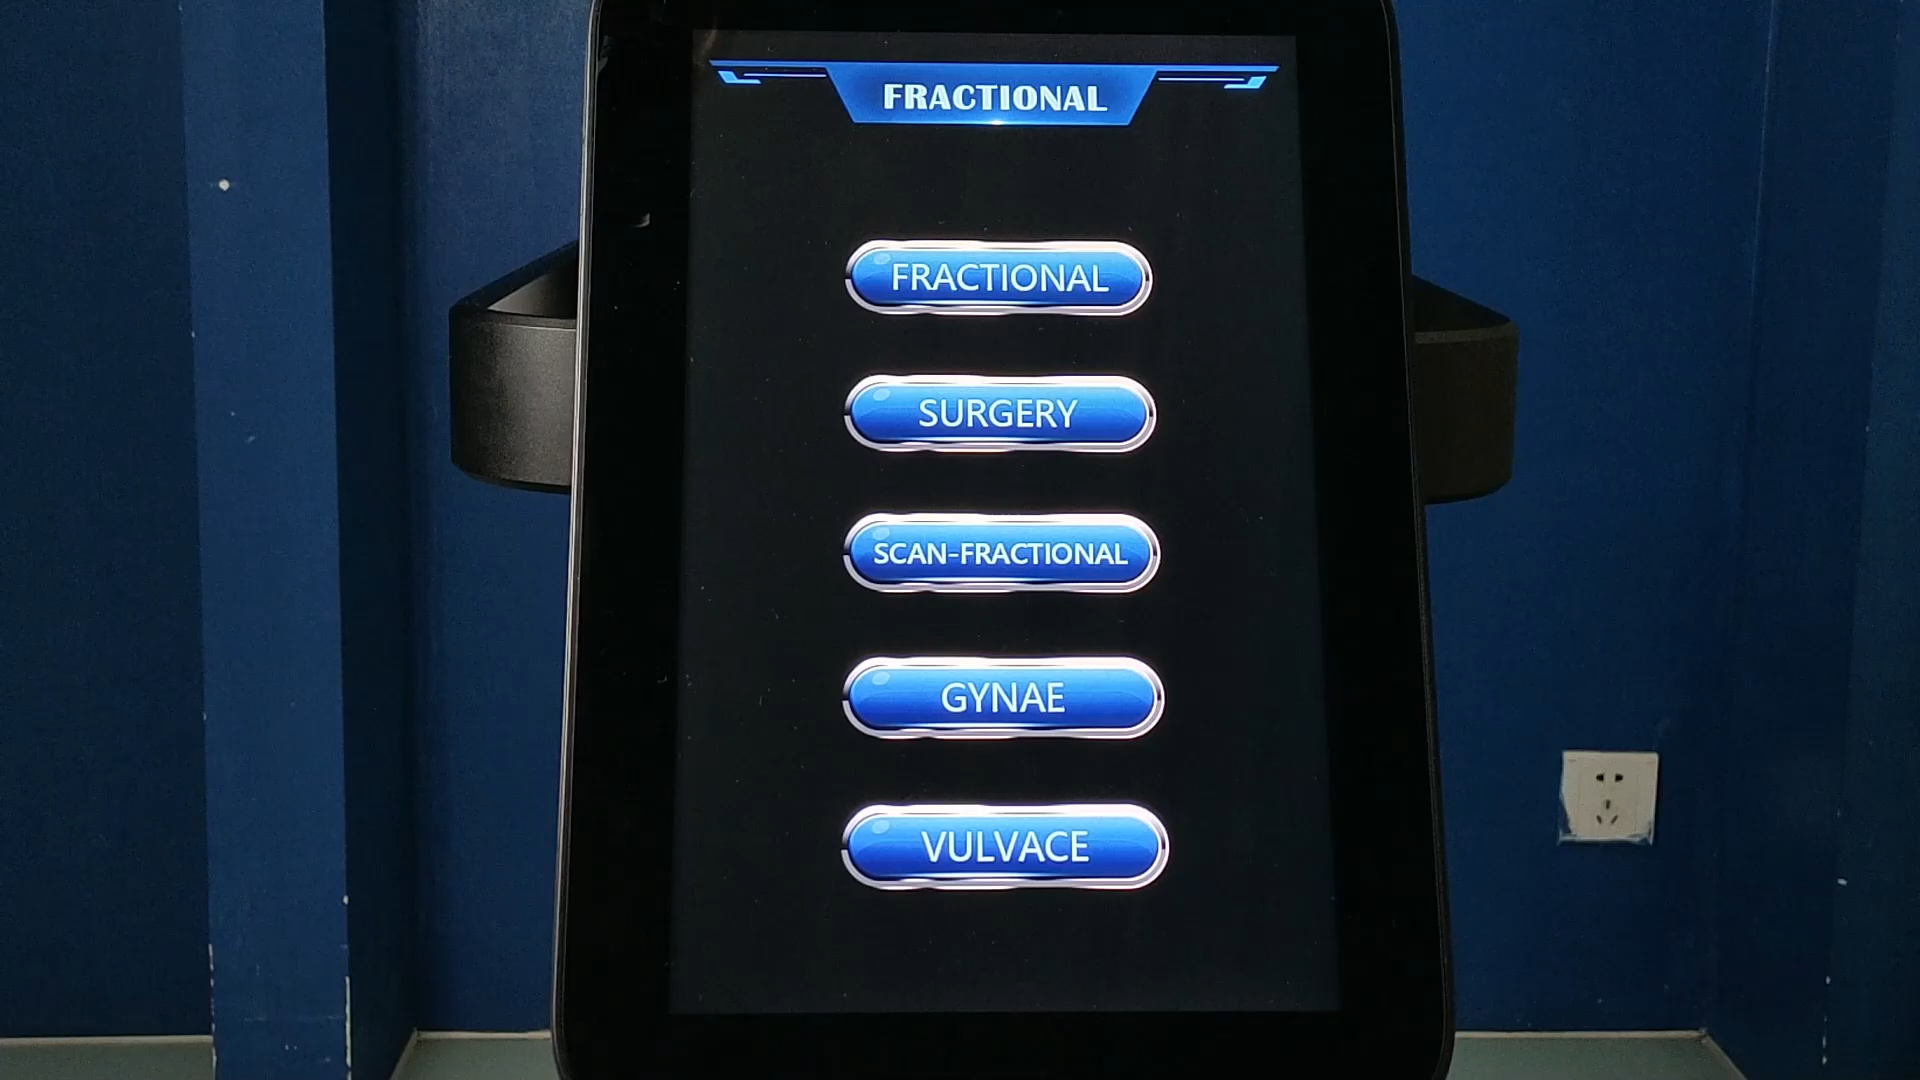 FRACTIONAL
FRACTIONAL
SURGERY
SCAN-FRACTIONAL
GYNAE
VULVACE